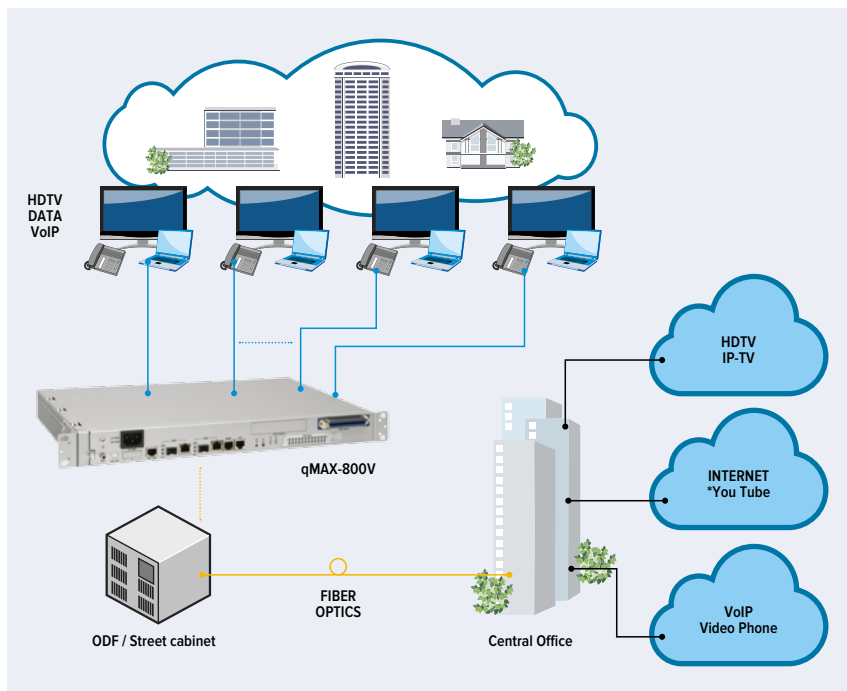 HDTV
DATA
VoIP
HDTV
IP-TV
qMAX-800V
INTERNET
*You Tube
FIBER
OPTICS
ODF / Street cabinet
Central Office
VoIP
Video Phone